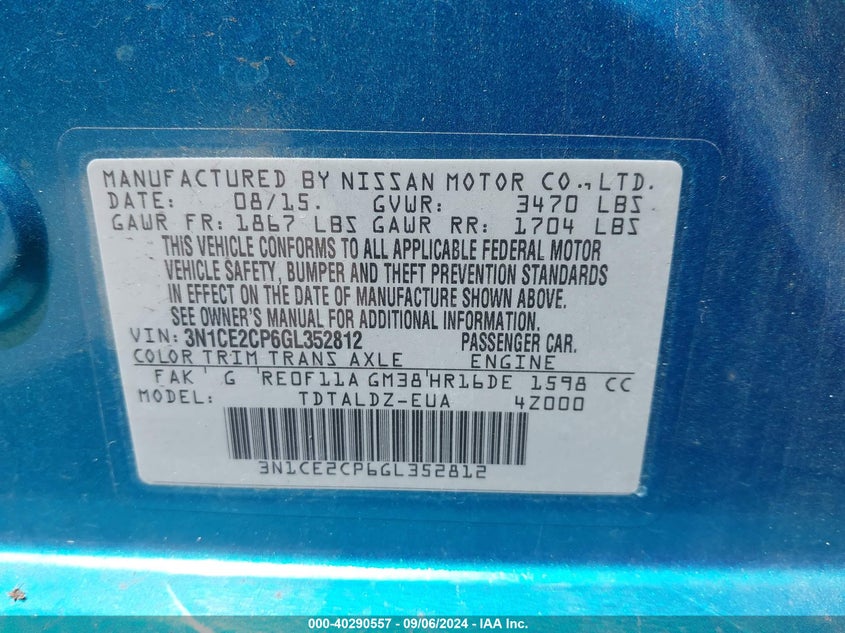 MANUFACTURED BY NISSAN MOTOR CO., LTD.
DATE: 08/15. GVWR: 3470 LBS
GAWR FR: 1867 LBS GAWR RR: 1704 LBS
THIS VEHICLE CONFORMS TO ALL APPLICABLE FEDERAL MOTOR
VEHICLE SAFETY, BUMPER AND THEFT PREVENTION STANDARDS
IN EFFECT ON THE DATE OF MANUFACTURE SHOWN ABOVE.
SEE OWNER'S MANUAL FOR ADDITIONAL INFORMATION.
VIN: 3N1CE2CP6GL352812 PASSENGER CAR.
COLOR TRIM TRANS AXLE ENGINE
FAK G RE0F11A GM38 HR16DE 1598 CC
MODEL: TDTALDZ-EUA 4Z000
3N1CE2CP6GL352812
000-40290557 - 09/06/2024 - IAA Inc.